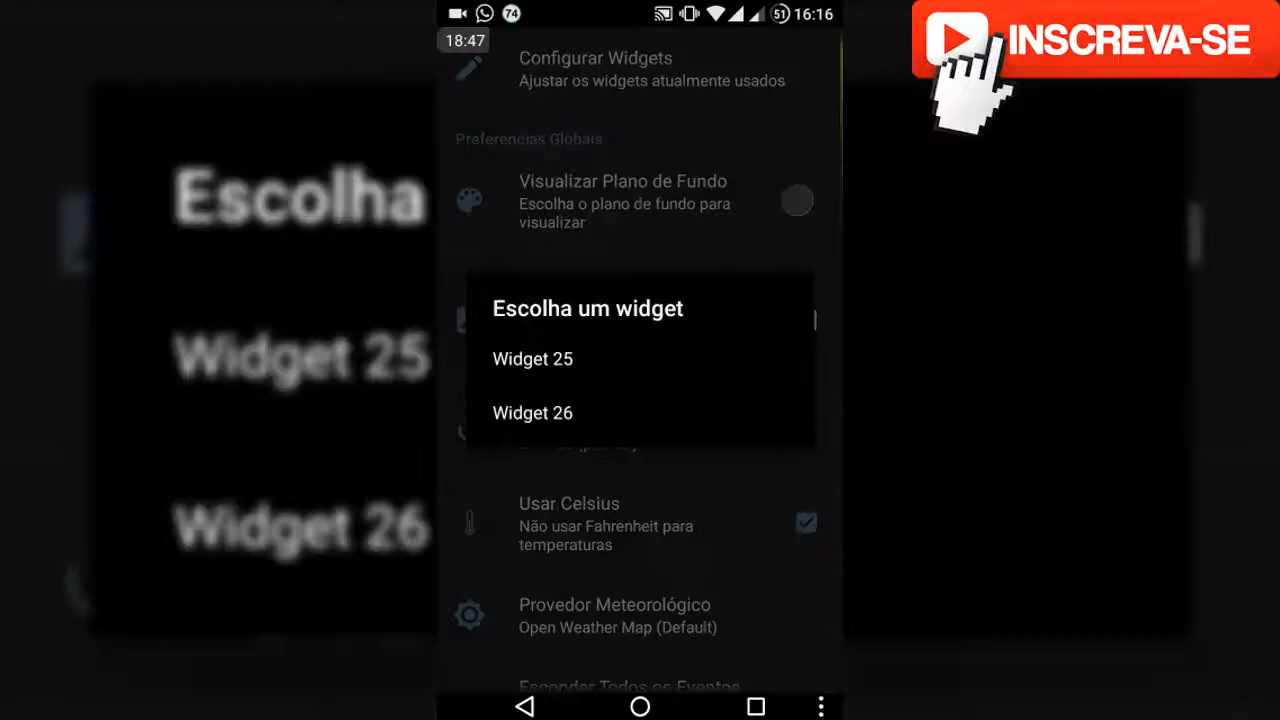 74
51 16:16
INSCREVA-SE
18:47
Configurar Widgets
Ajustar os widgets atualmente usados
Preferencias Globais
Visualizar Plano de Fundo
Escolha o plano de fundo para
visualizar
Escolha
Widget 25
Widget 26
Escolha um widget
Widget 25
Widget 26
Usar Celsius
Não usar Fahrenheit para
temperaturas
Provedor Meteorológico
Open Weather Map (Default)
Esconder Todos os Eventos